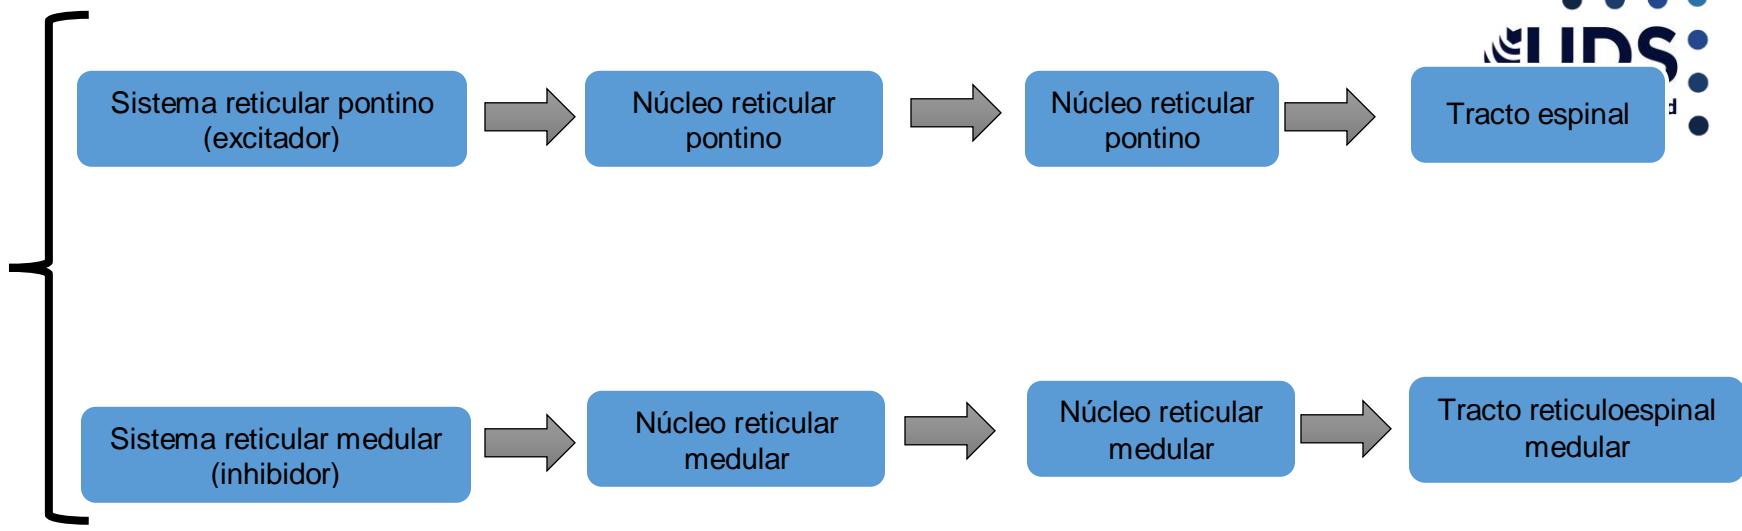 UDS
Sistema reticular pontino
(excitador)
Núcleo reticular
pontino
Núcleo reticular
pontino
Tracto espinal
Sistema reticular medular
(inhibidor)
Núcleo reticular
medular
Núcleo reticular
medular
Tracto reticuloespinal
medular